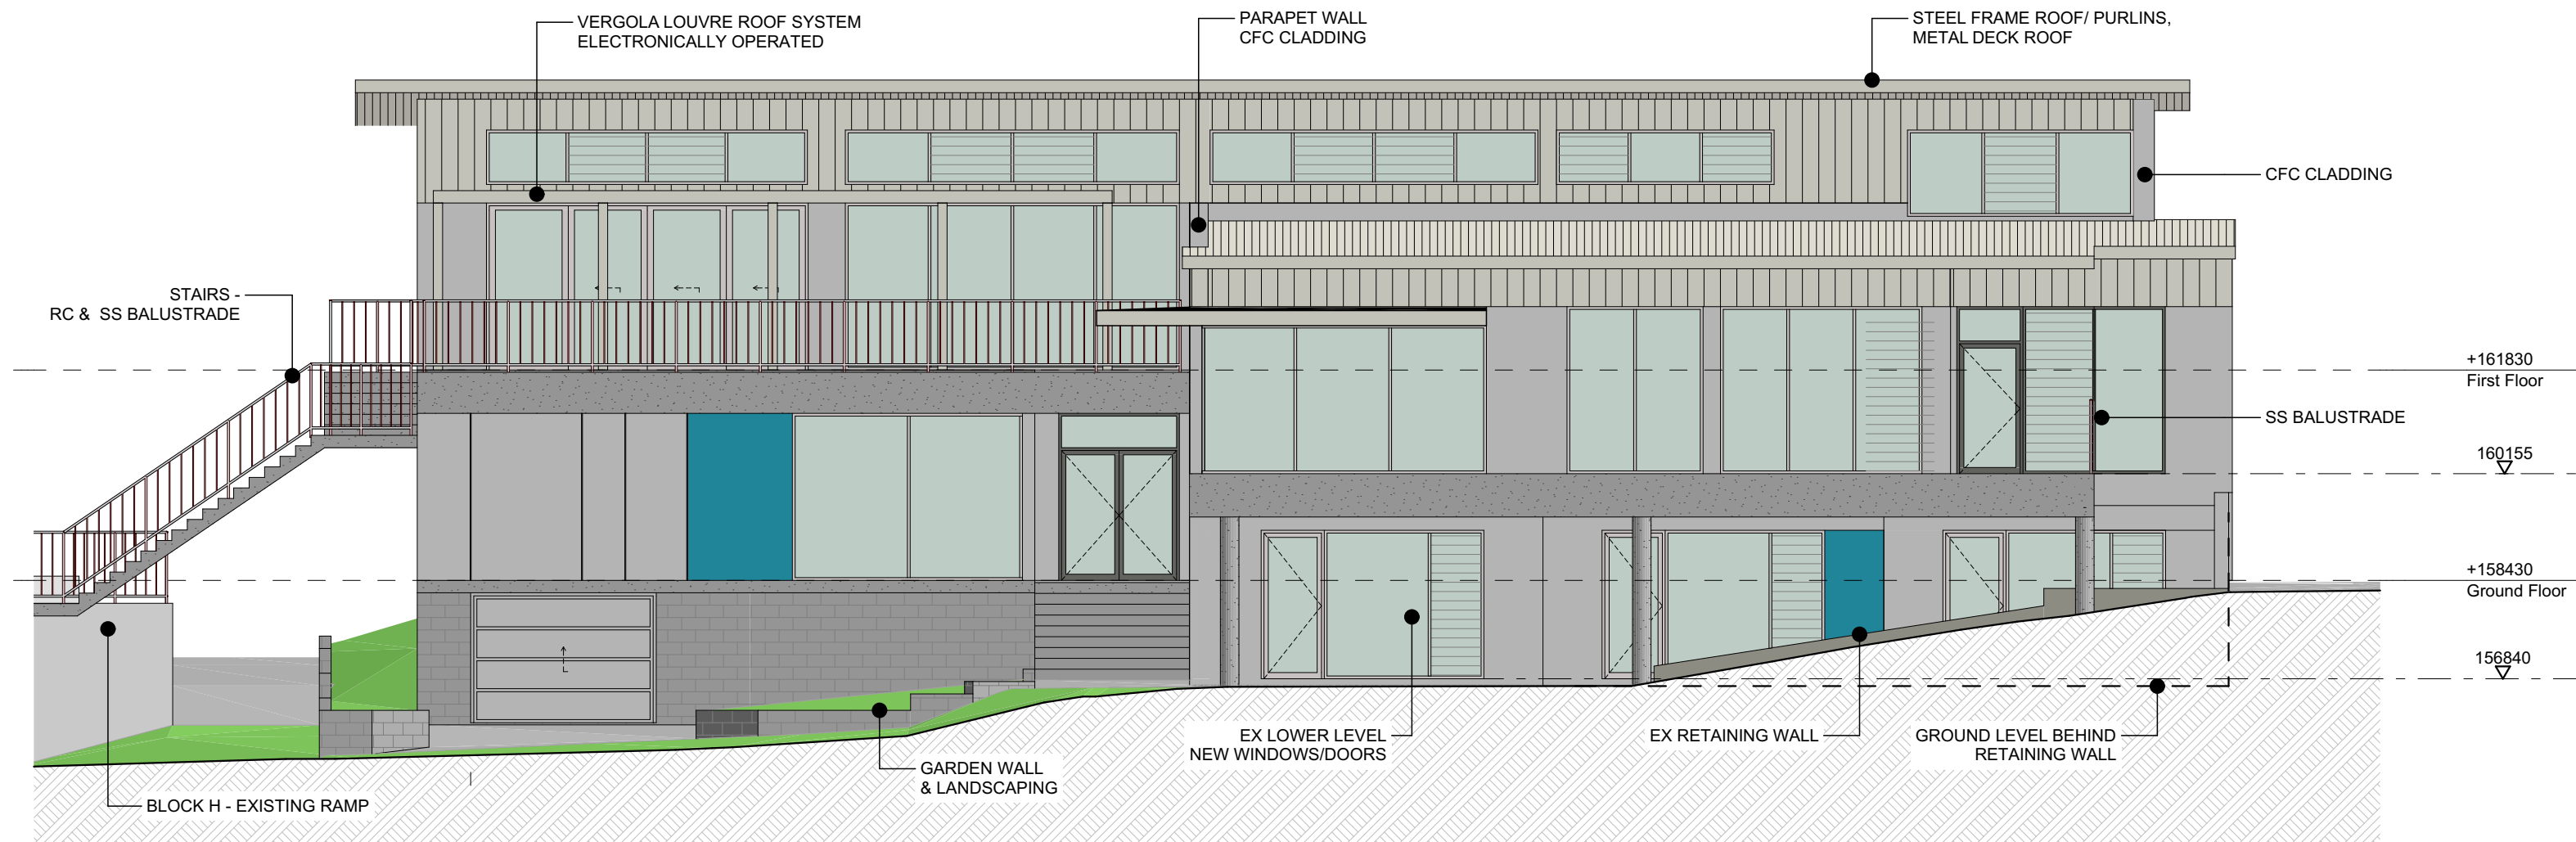 VERGOLA LOUVRE ROOF SYSTEM
ELECTRONICALLY OPERATED
PARAPET WALL
CFC CLADDING
STEEL FRAME ROOF/ PURLINS,
METAL DECK ROOF
CFC CLADDING
STAIRS -
RC & SS BALUSTRADE
+161830
First Floor
SS BALUSTRADE
160155
+158430
Ground Floor
156840
EX LOWER LEVEL
NEW WINDOWS/DOORS
EX RETAINING WALL
GROUND LEVEL BEHIND
RETAINING WALL
GARDEN WALL
& LANDSCAPING
BLOCK H - EXISTING RAMP